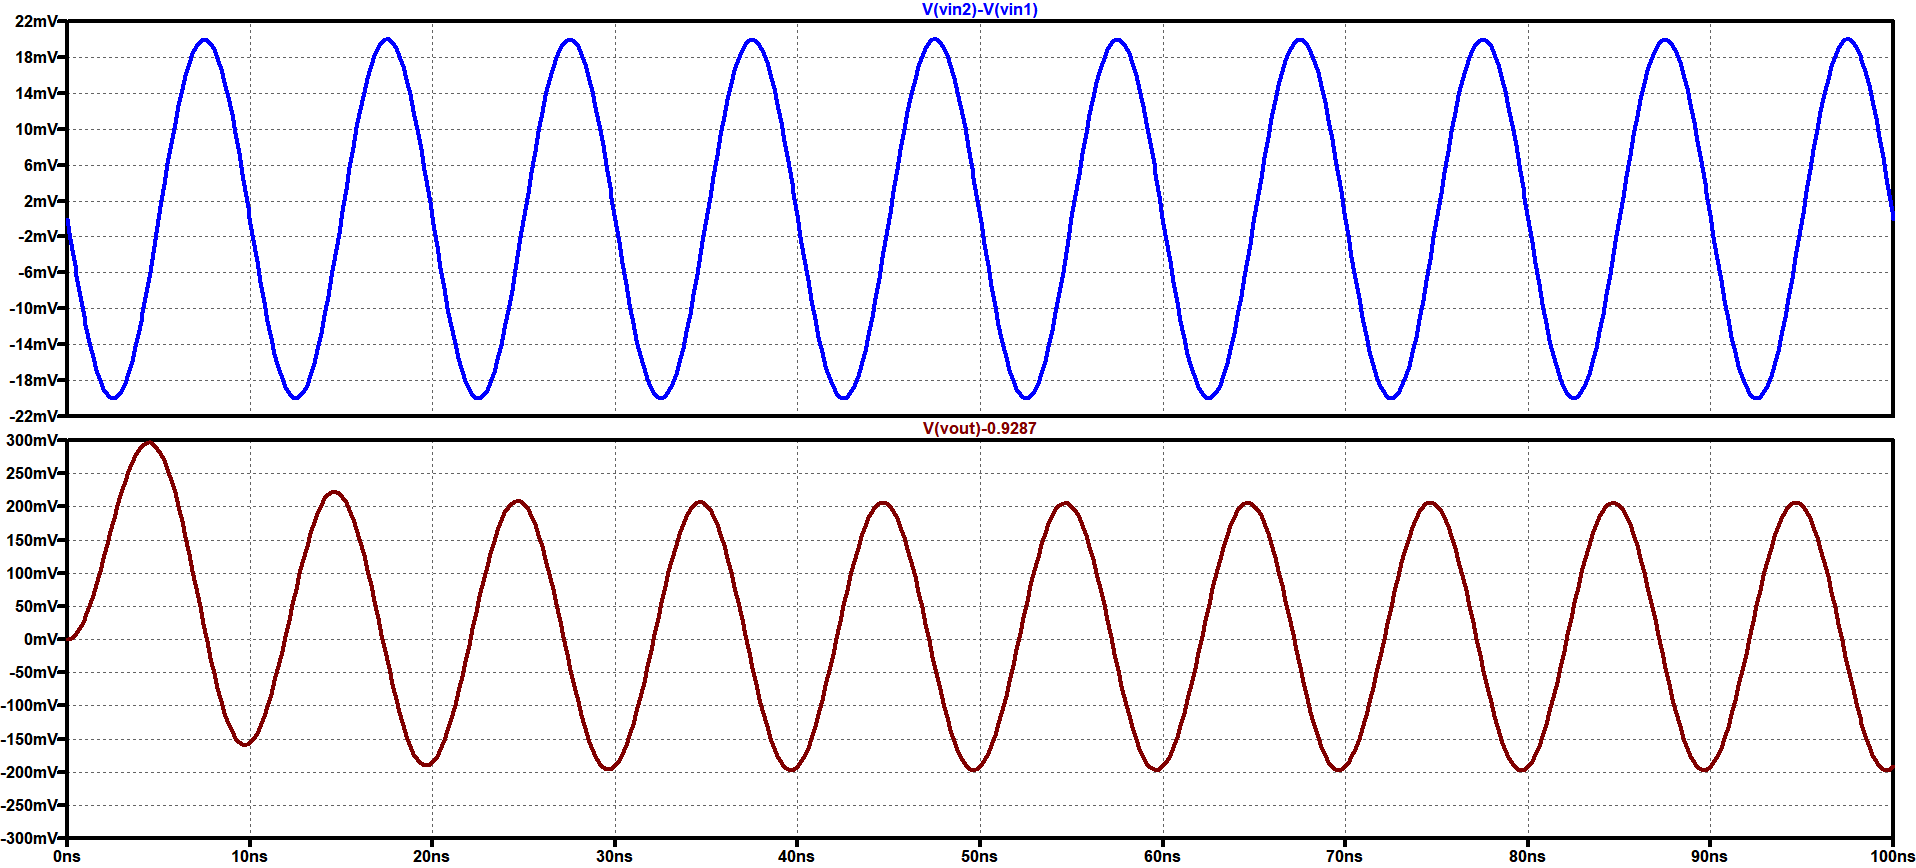 V(vin2)-V(vin1)
22mV
18mV
14mV
10mV
6mV
2mV
-2mV
-6mV
-10mV
-14mV
-18mV
-22mV
V(vout)-0.9287
300mV
250mV
200mV
150mV
100mV
50mV
0mV
-50mV
-100mV
-150mV
-200mV
-250mV
-300mV
0ns 10ns 20ns 30ns 40ns 50ns 60ns 70ns 80ns 90ns 100ns